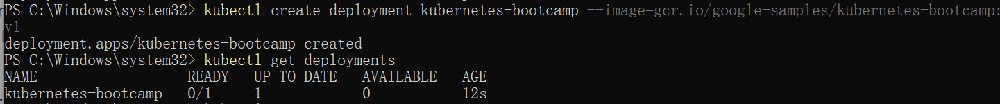 PS C:\Windows\system32> kubectl create deployment kubernetes-bootcamp --image=gcr.io/google-samples/kubernetes-bootcamp:
v1
deployment.apps/kubernetes-bootcamp created
PS C:\Windows\system32> kubectl get deployments
NAME READY UP-TO-DATE AVAILABLE AGE
kubernetes-bootcamp 0/1 1 0 12s